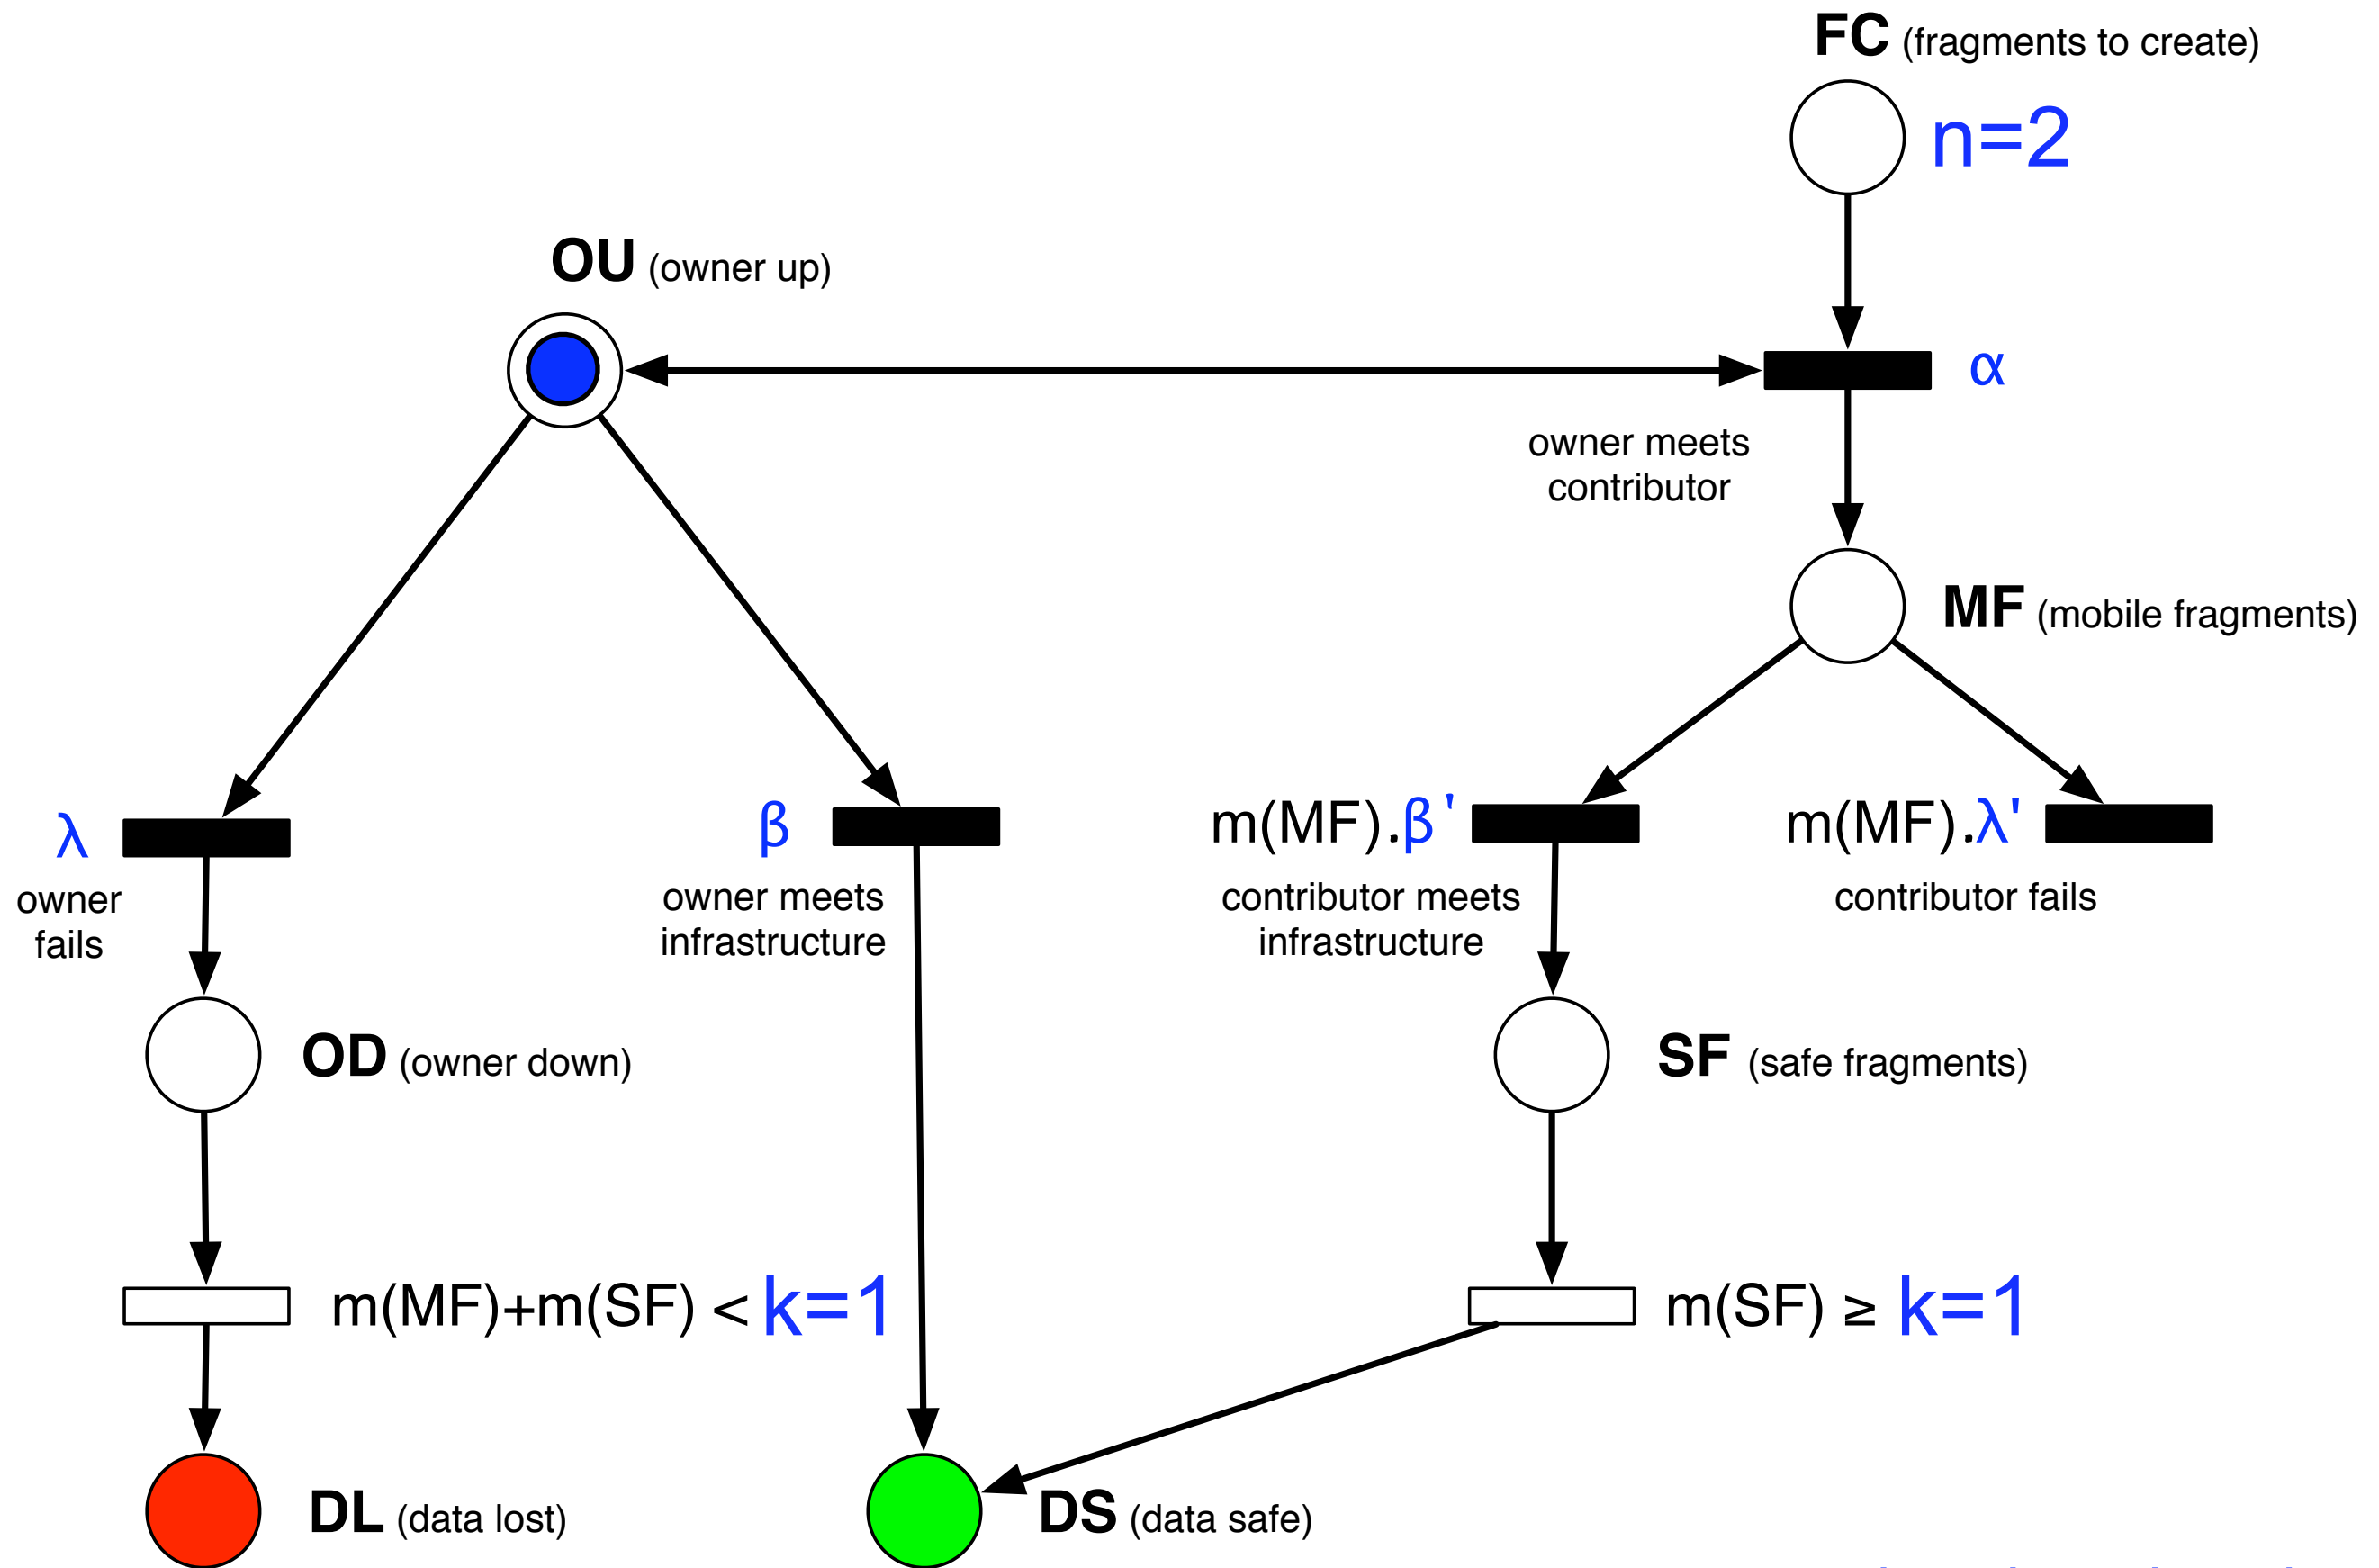 FC (fragments to create)
n=2
OU (owner up)
α
owner meets
contributor
MF (mobile fragments)
λ
owner
fails
β
owner meets
infrastructure
m(MF).β'
contributor meets
infrastructure
m(MF).λ'
contributor fails
OD (owner down)
SF (safe fragments)
m(MF)+m(SF) < k=1
m(SF) ≥ k=1
DL (data lost)
DS (data safe)